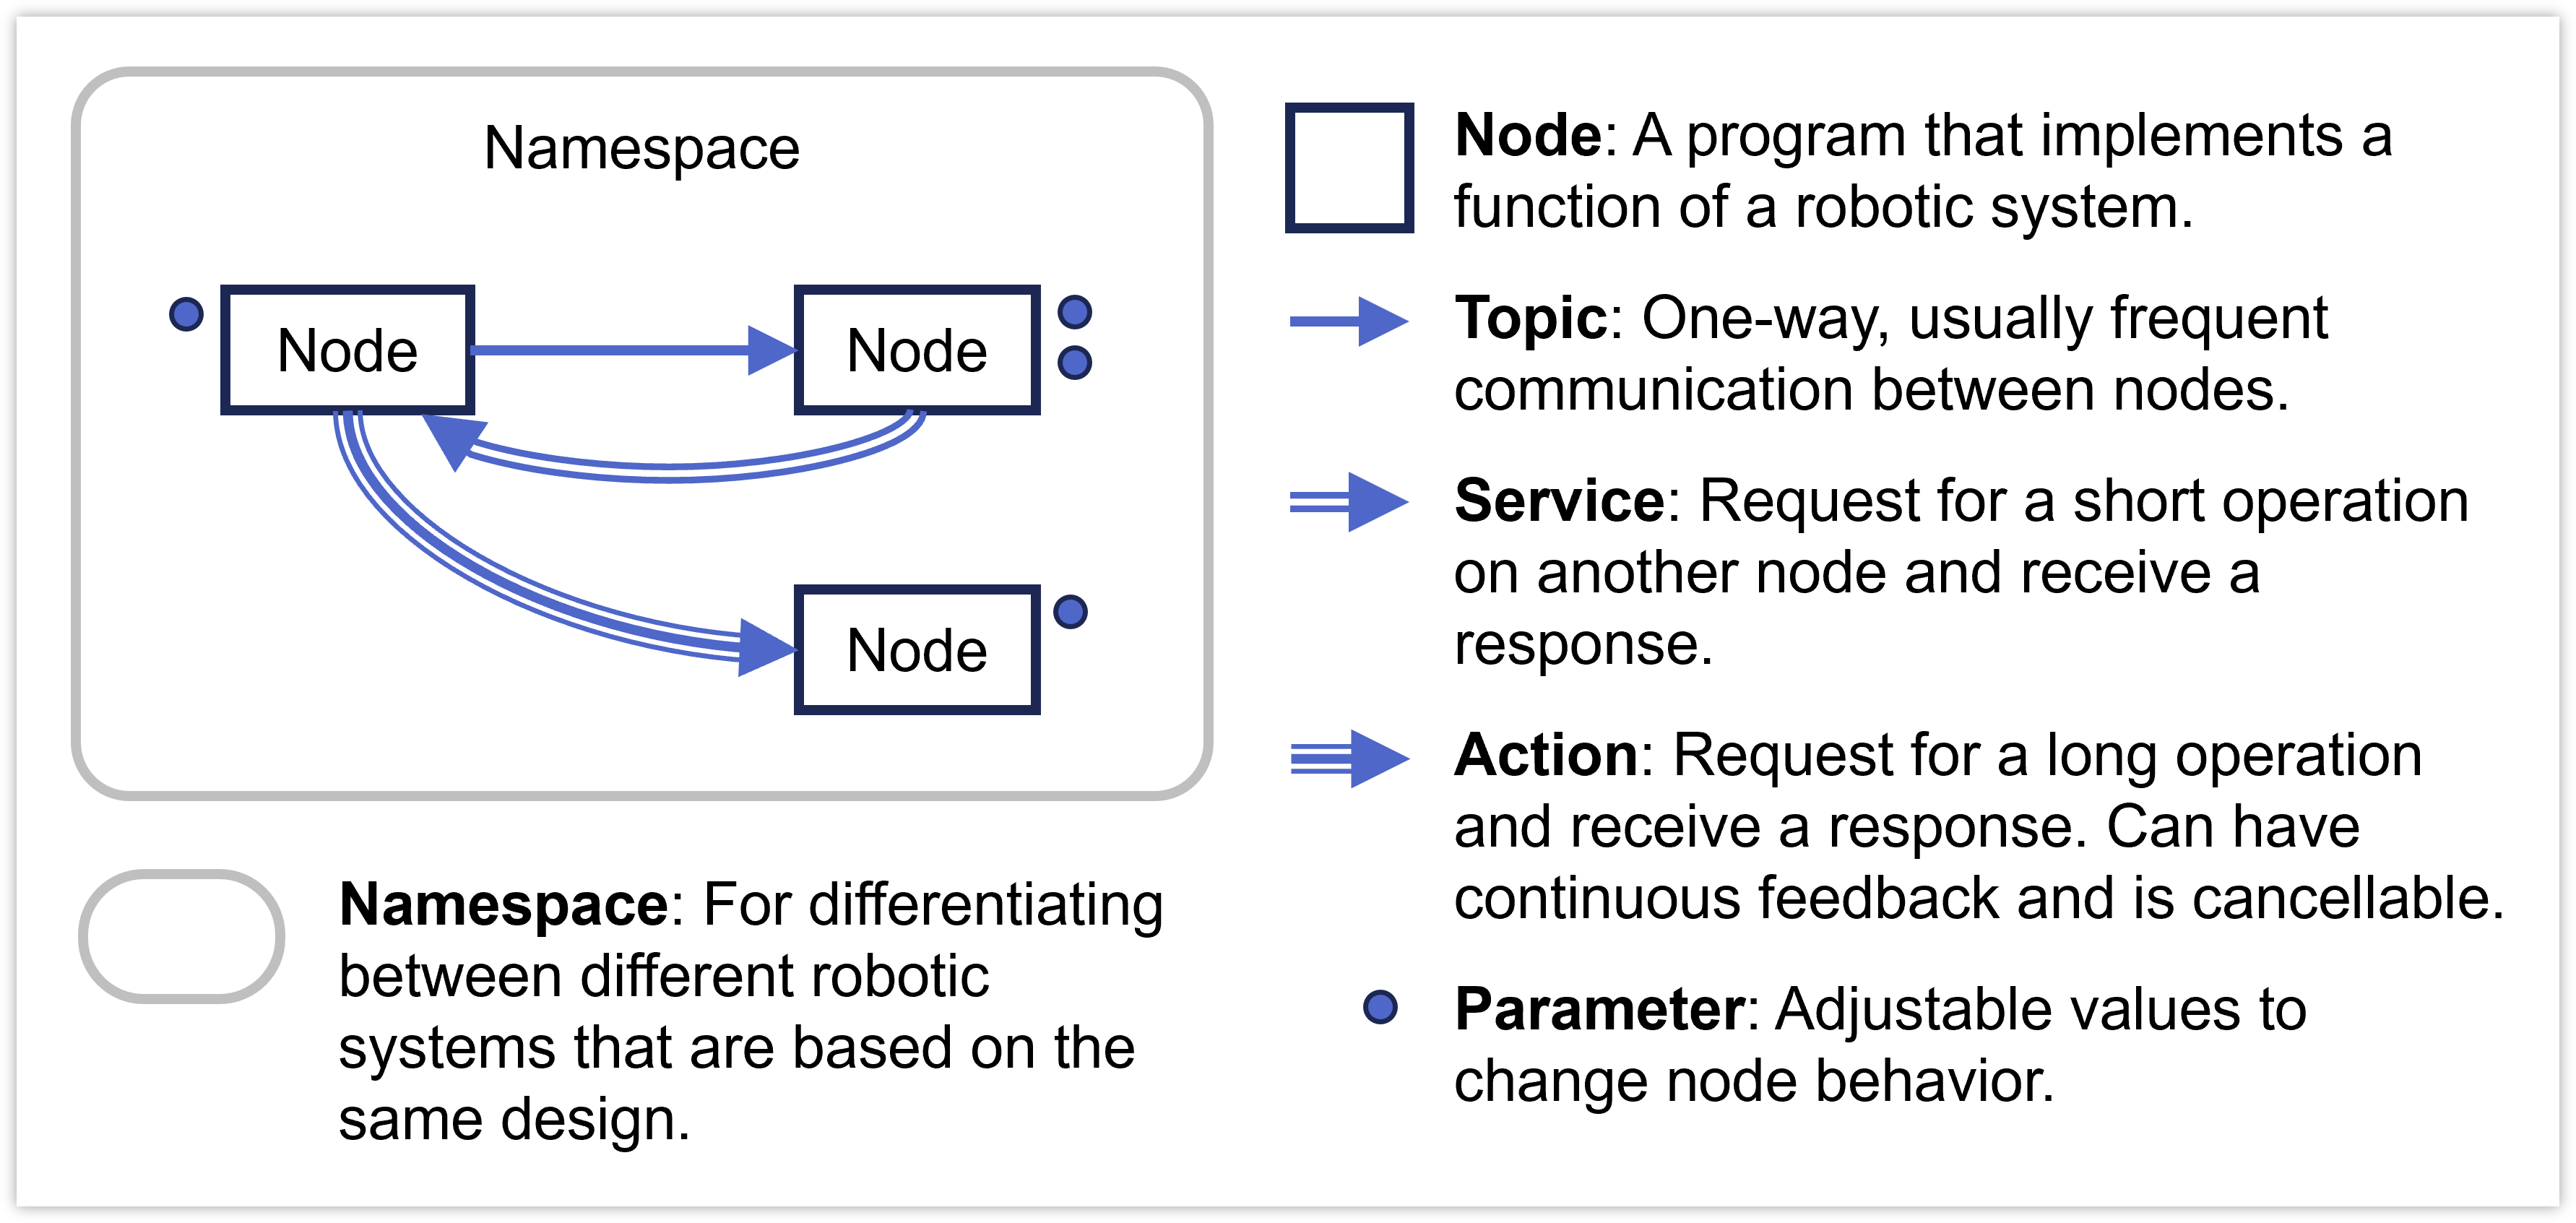 Namespace
Node
Node
Node
Namespace: For differentiating
between different robotic
systems that are based on the
same design.
Node: A program that implements a
function of a robotic system.
Topic: One-way, usually frequent
communication between nodes.
Service: Request for a short operation
on another node and receive a
response.
Action: Request for a long operation
and receive a response. Can have
continuous feedback and is cancellable.
Parameter: Adjustable values to
change node behavior.